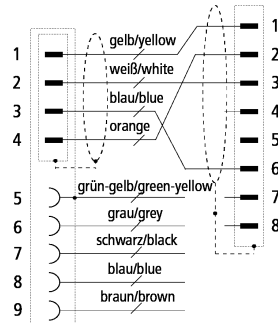 gelb/yellow
1
1
weiß/white
2
2
blau/blue
3
3
orange
4
4
5
6
grün-gelb/green-yellow
5
7
grau/grey
6
8
schwarz/black
7
blau/blue
8
braun/brown
9